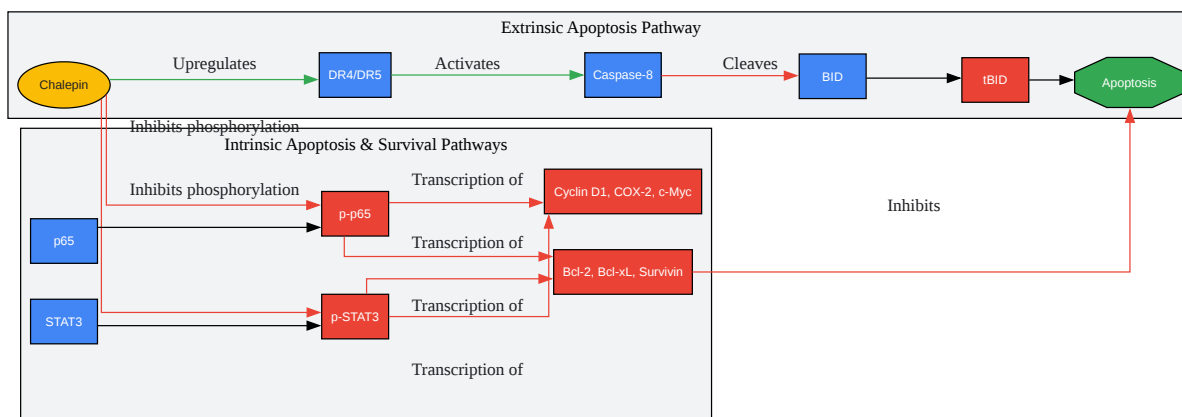 Extrinsic Apoptosis Pathway
Chalepin
Upregulates
DR4/DR5
Activates
Caspase-8
Cleaves
BID
tBID
Apoptosis
Inhibits phosphorylation
Intrinsic Apoptosis & Survival Pathways
Inhibits phosphorylation
Transcription of
Cyclin D1, COX-2, c-Myc
p-p65
Inhibits
p65
Transcription of
Bcl-2, Bcl-xL, Survivin
STAT3
p-STAT3
Transcription of
Transcription of